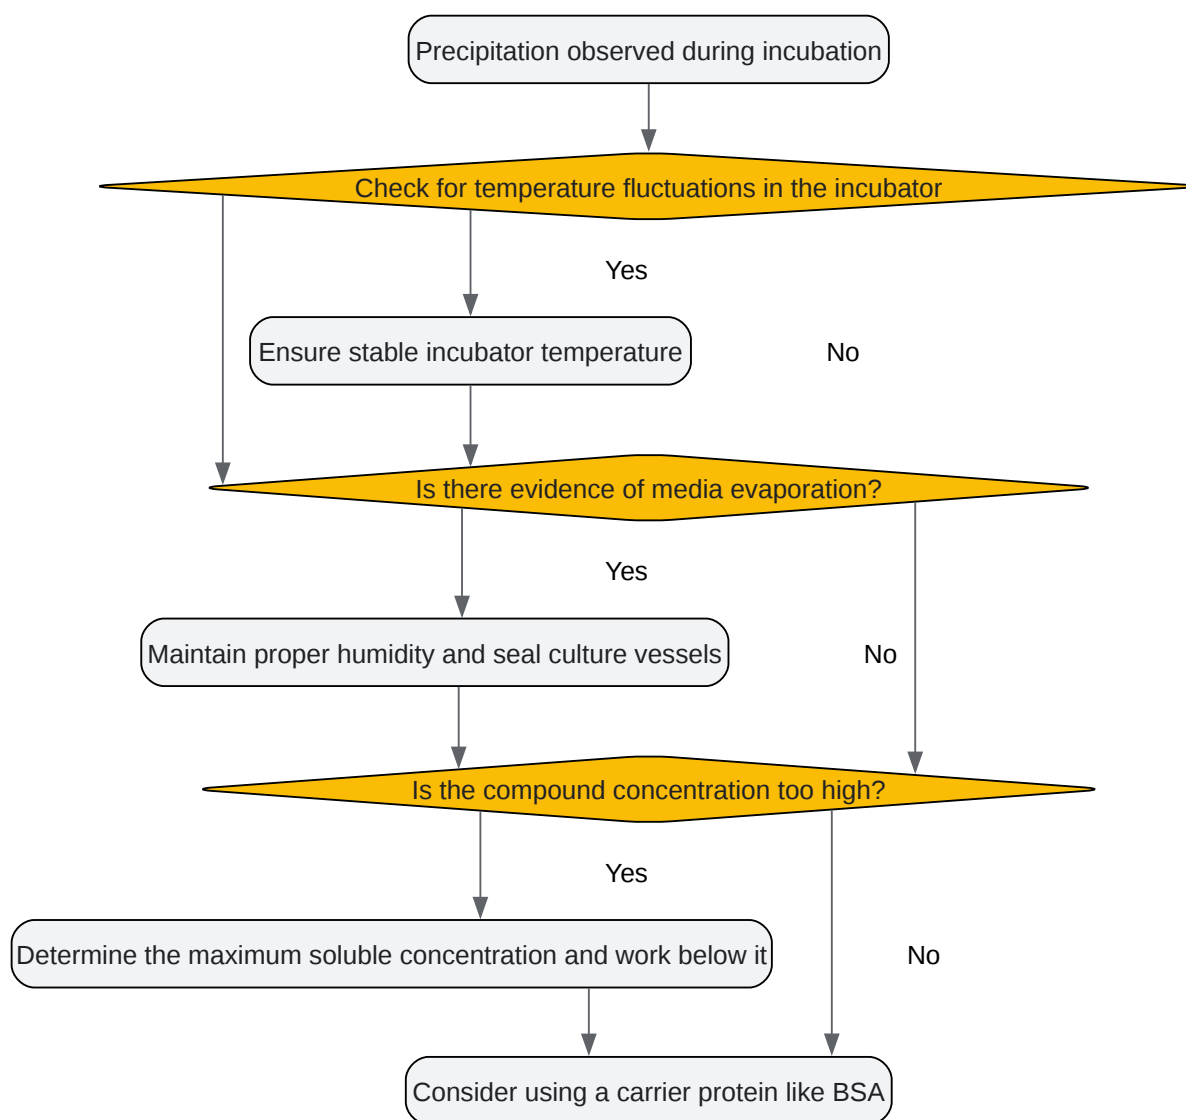 Precipitation observed during incubation
Check for temperature fluctuations in the incubator
Yes
Ensure stable incubator temperature
No
Is there evidence of media evaporation?
Yes
Maintain proper humidity and seal culture vessels
No
Is the compound concentration too high?
Yes
Determine the maximum soluble concentration and work below it
No
Consider using a carrier protein like BSA